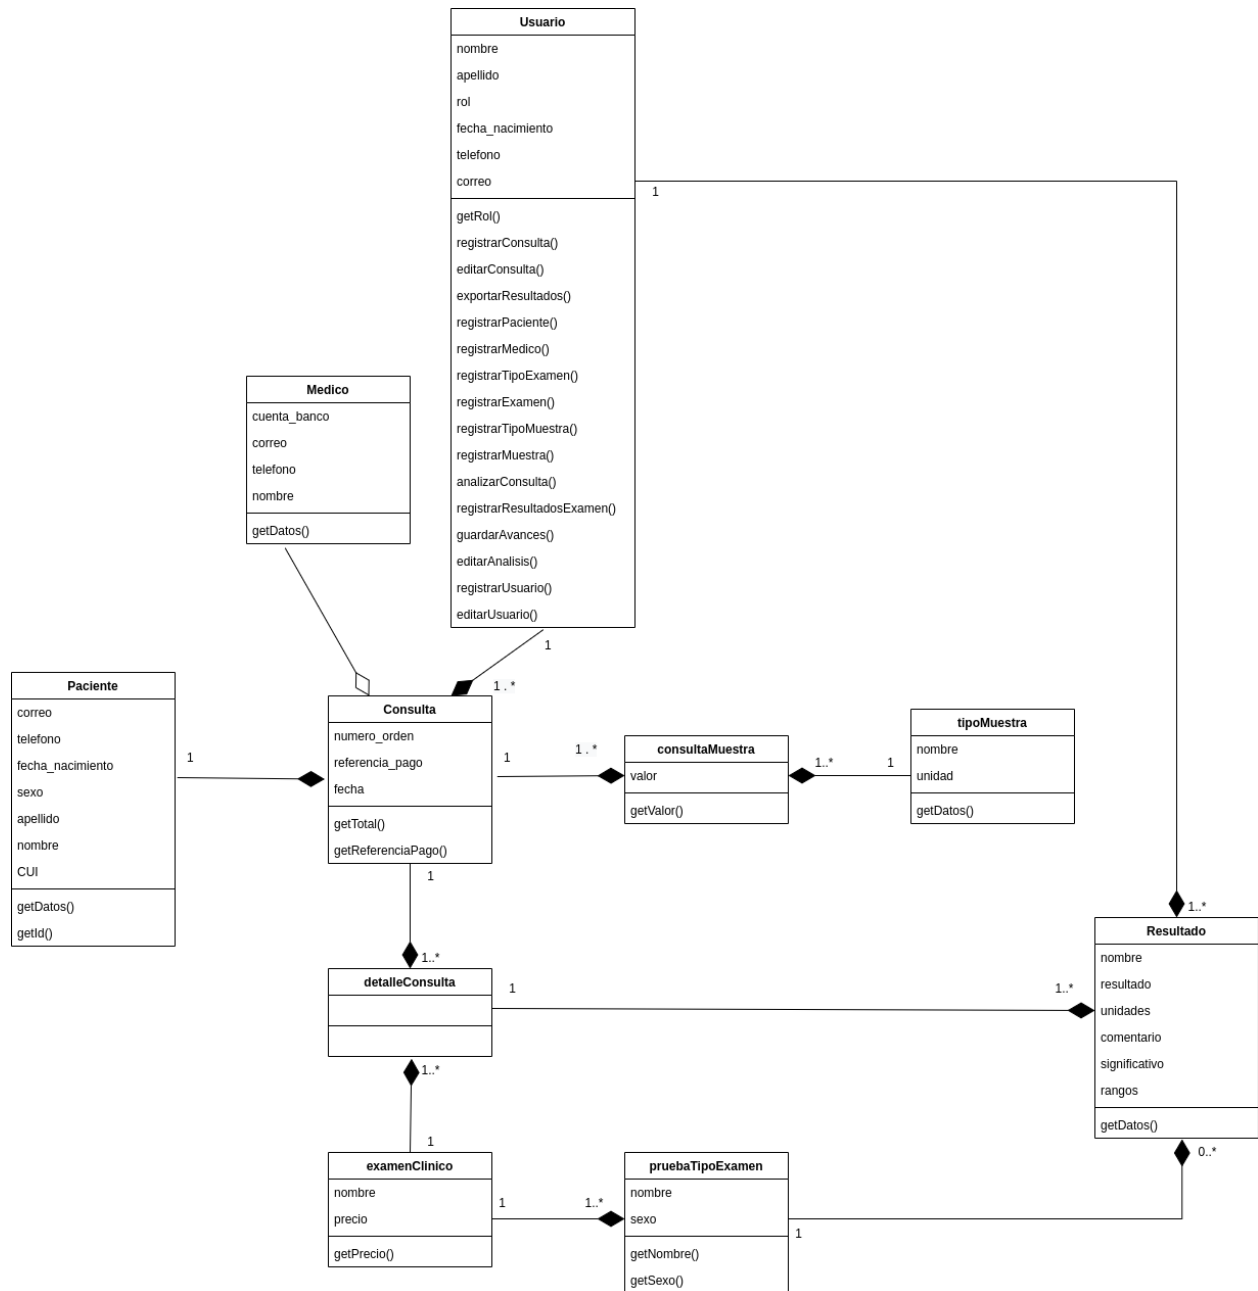 Usuario
nombre
apellido
rol
fecha_nacimiento
telefono
correo
1
getRol()
registrarConsulta()
editarConsulta()
exportarResultados()
registrarPaciente()
registrarMedico()
registrarTipoExamen()
registrarExamen()
registrarTipoMuestra()
registrarMuestra()
analizarConsulta()
registrarResultadosExamen()
guardarAvances()
editarAnalisis()
registrarUsuario()
editarUsuario()
1
1 . *
Medico
cuenta_banco
correo
telefono
nombre
getDatos()
Paciente
correo
telefono
fecha_nacimiento
sexo
apellido
nombre
CUI
getDatos()
getId()
1
Consulta
numero_orden
referencia_pago
fecha
getTotal()
getReferenciaPago()
1
1 . *
consultaMuestra
valor
getValor()
1..*
1
tipoMuestra
nombre
unidad
getDatos()
1
1..*
detalleConsulta
1
1..*
1..*
Resultado
nombre
resultado
unidades
comentario
significativo
rangos
getDatos()
0..*
1..*
1
examenClinico
nombre
precio
getPrecio()
1
1..*
pruebaTipoExamen
nombre
sexo
getNombre()
getSexo()
1